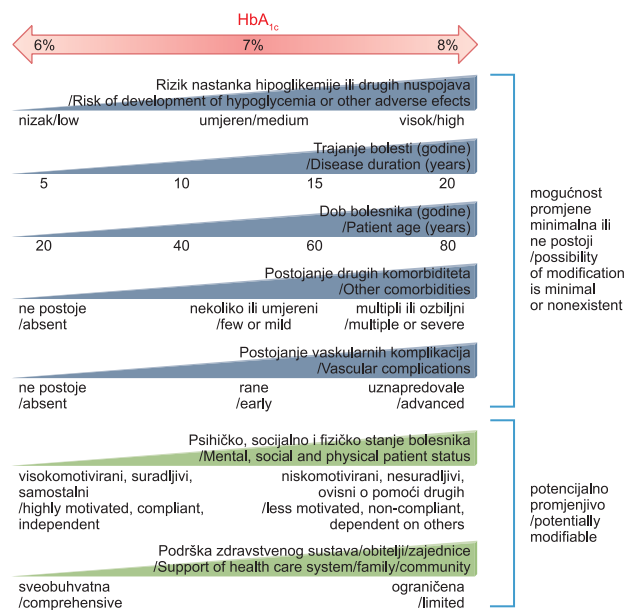 HbA1c
6% 7% 8%
Rizik nastanka hipoglikemije ili drugih nuspojava
/Risk of development of hypoglycemia or other adverse efects
nizak/low umjeren/medium visok/high
Trajanje bolesti (godine)
/Disease duration (years)
5 10 15 20
Dob bolesnika (godine)
/Patient age (years)
20 40 60 80
Postojanje drugih komorbiditeta
/Other comorbidities
ne postoje nekoliko ili umjereni multipli ili ozbiljni
/absent /few or mild /multiple or severe
Postojanje vaskularnih komplikacija
/Vascular complications
ne postoje rane uznapredovale
/absent /early /advanced
mogućnost
promjene
minimalna ili
ne postoji
/possibility
of modification
is minimal
or nonexistent
Psihičko, socijalno i fizičko stanje bolesnika
/Mental, social and physical patient status
visokomotivirani, suradljivi,
samostalni
/highly motivated, compliant,
independent
niskomotivirani, nesuradljivi,
ovisni o pomoći drugih
/less motivated, non-compliant,
dependent on others
Podrška zdravstvenog sustava/obitelji/zajednice
/Support of health care system/family/community
sveobuhvatna ograničena
/comprehensive /limited
potencijalno
promjenjivo
/potentially
modifiable